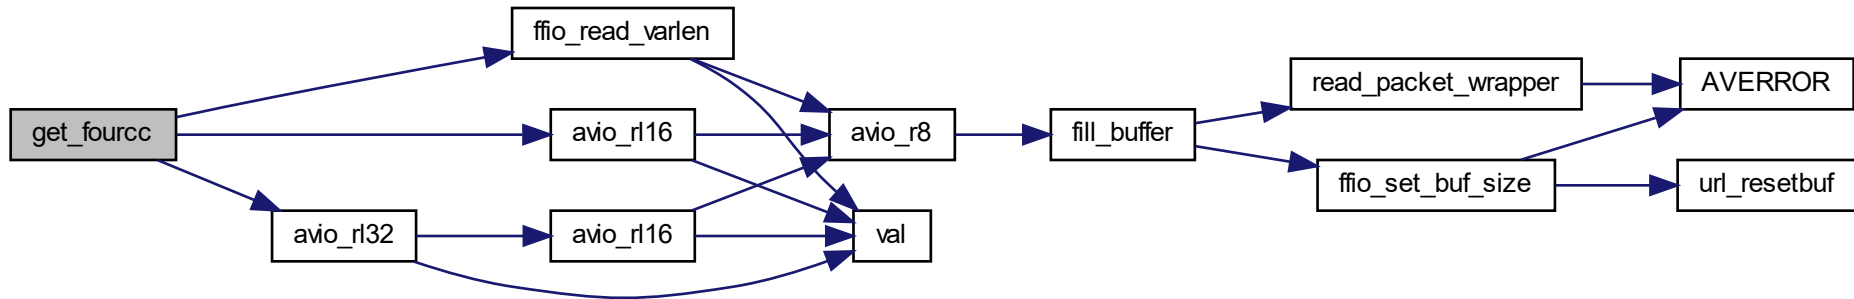 ffio_read_varlen
read_packet_wrapper
AVERROR
get_fourcc
avio_rl16
avio_r8
fill_buffer
ffio_set_buf_size
url_resetbuf
avio_rl32
avio_rl16
val